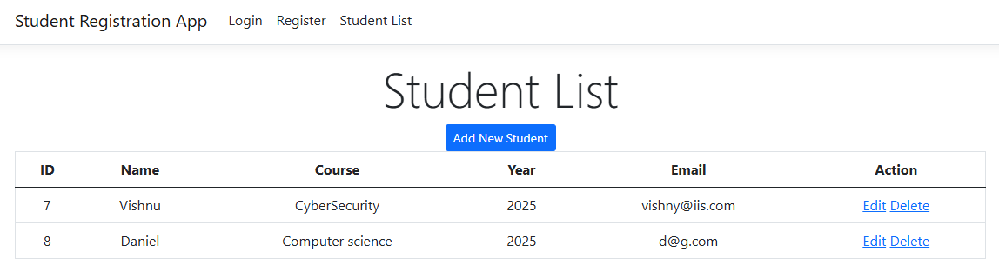 Student Registration App Login Register Student List
Student List
Add New Student
ID Name Course Year Email Action
7 Vishnu CyberSecurity 2025 vishny@iis.com Edit Delete
8 Daniel Computer science 2025 d@g.com Edit Delete